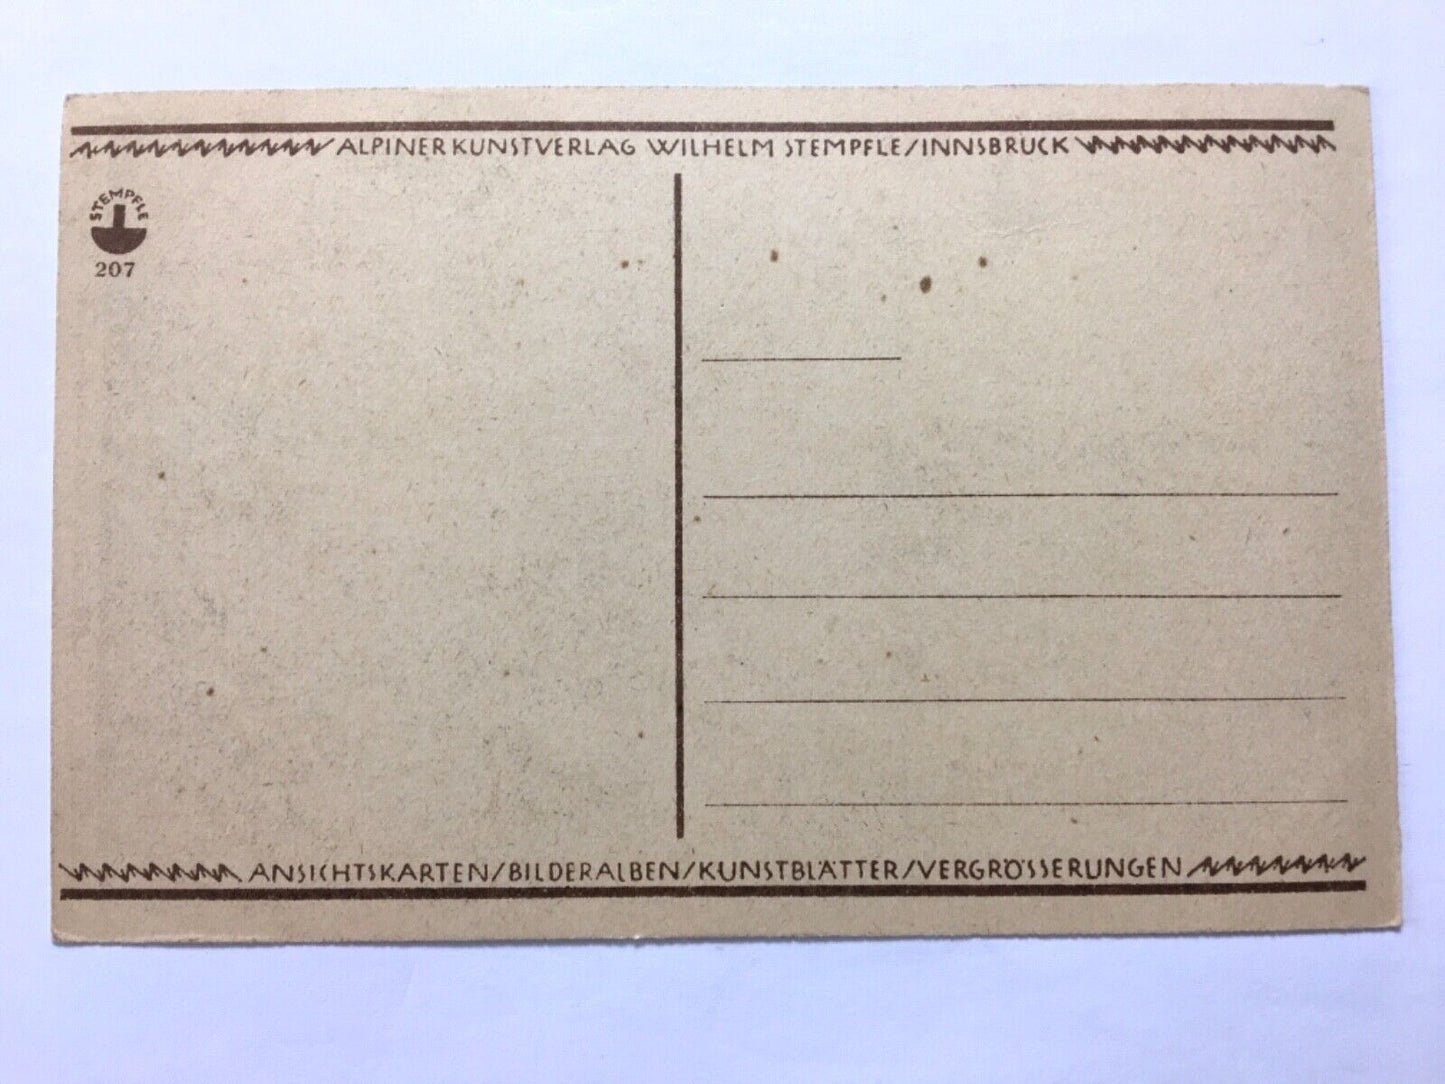 ALPINER KUNSTVERLAG WILHELM STEMPFLE/INNSBRUCK
STEMPFLE
207
ANSICHTSKARTEN/BILDERALBEN/KUNSTBLÄTTER/VERGRÖSSERUNGEN